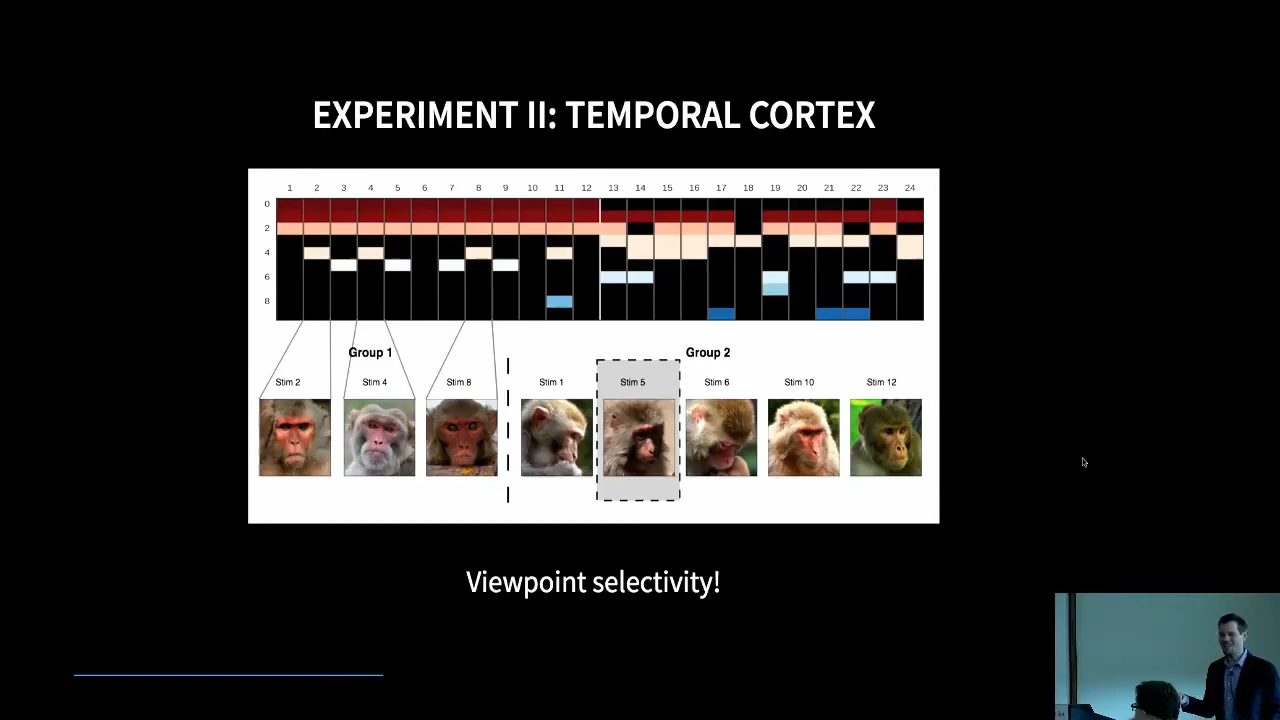 EXPERIMENT II: TEMPORAL CORTEX
1 2 3 4 5 6 7 8 9 10 11 12 13 14 15 16 17 18 19 20 21 22 23 24
0
2
4
6
8
Group 1 Group 2
Stim 2 Stim 4 Stim 8 Stim 1 Stim 5 Stim 6 Stim 10 Stim 12
Viewpoint selectivity!